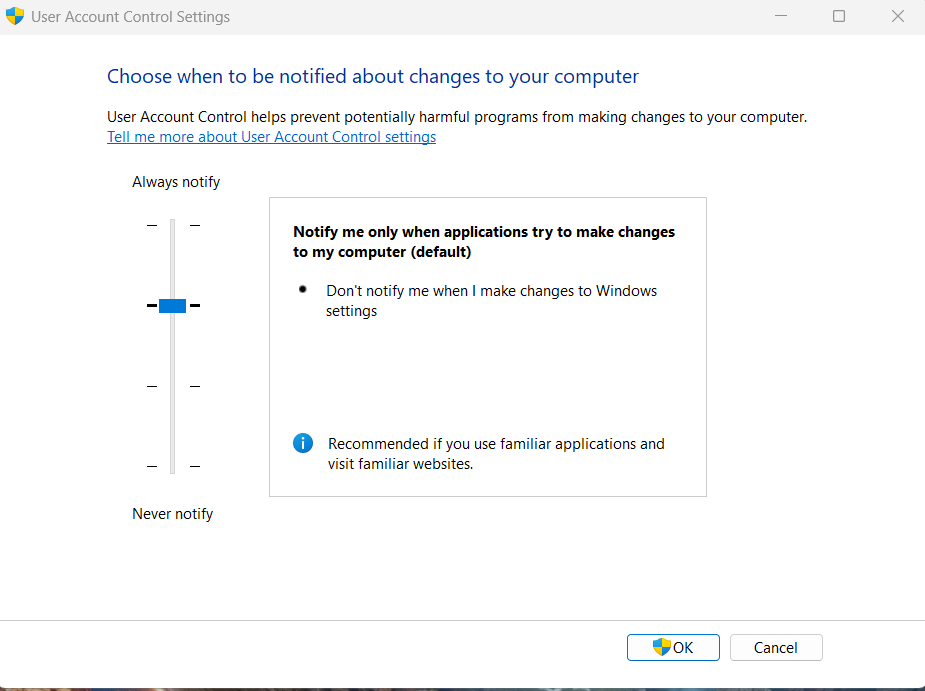 User Account Control Settings
Choose when to be notified about changes to your computer
User Account Control helps prevent potentially harmful programs from making changes to your computer.
Tell me more about User Account Control settings
Always notify
Notify me only when applications try to make changes
to my computer (default)
Don't notify me when I make changes to Windows
settings
Recommended if you use familiar applications and
visit familiar websites.
Never notify
OK
Cancel